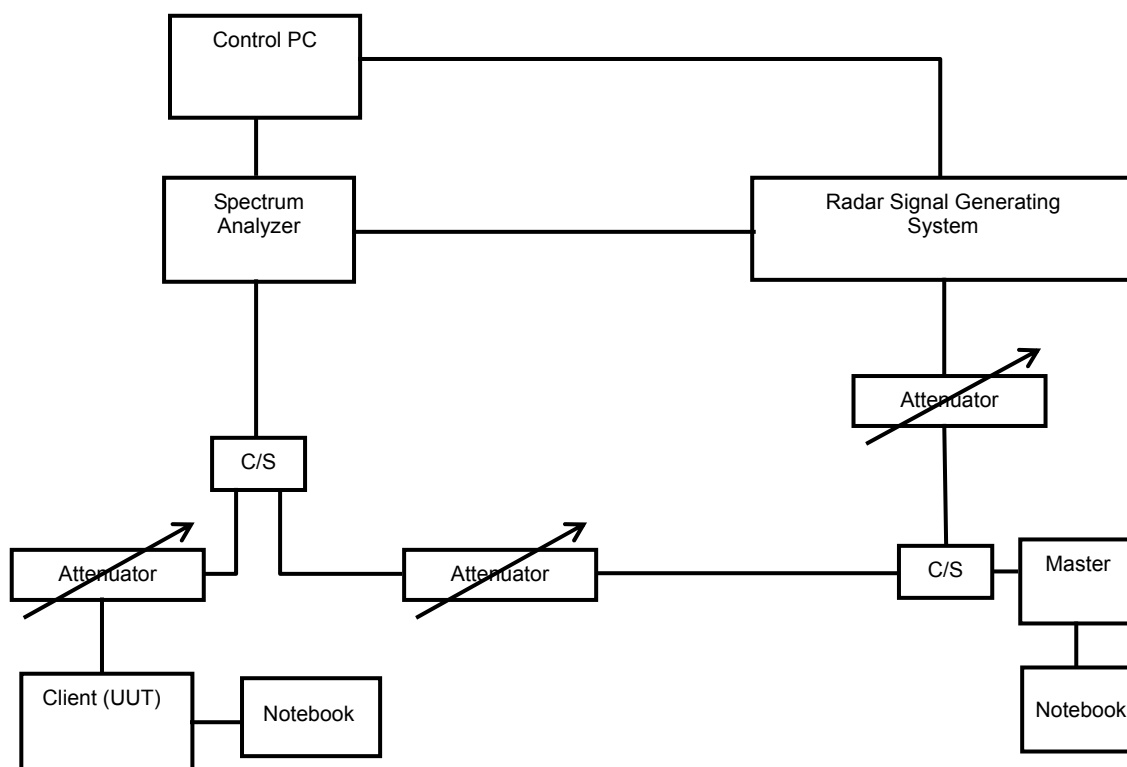 Control PC
Spectrum
Analyzer
Radar Signal Generating
System
Attenuator
C/S
Attenuator
Attenuator
C/S
Master
Client (UUT)
Notebook
Notebook